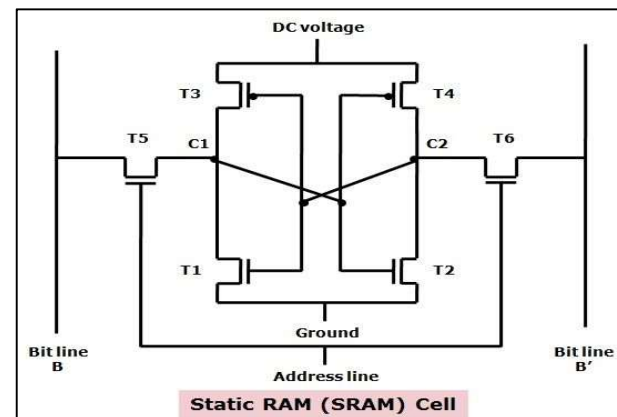 DC voltage
T3
T4
T5
C1
C2
T6
T1
T2
Ground
Bit line
B
Address line
Bit line
B’
Static RAM (SRAM) Cell